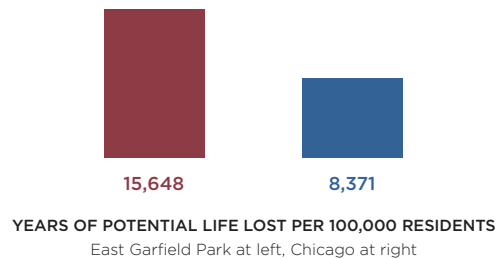 15,648
8,371
YEARS OF POTENTIAL LIFE LOST PER 100,000 RESIDENTS
East Garfield Park at left, Chicago at right